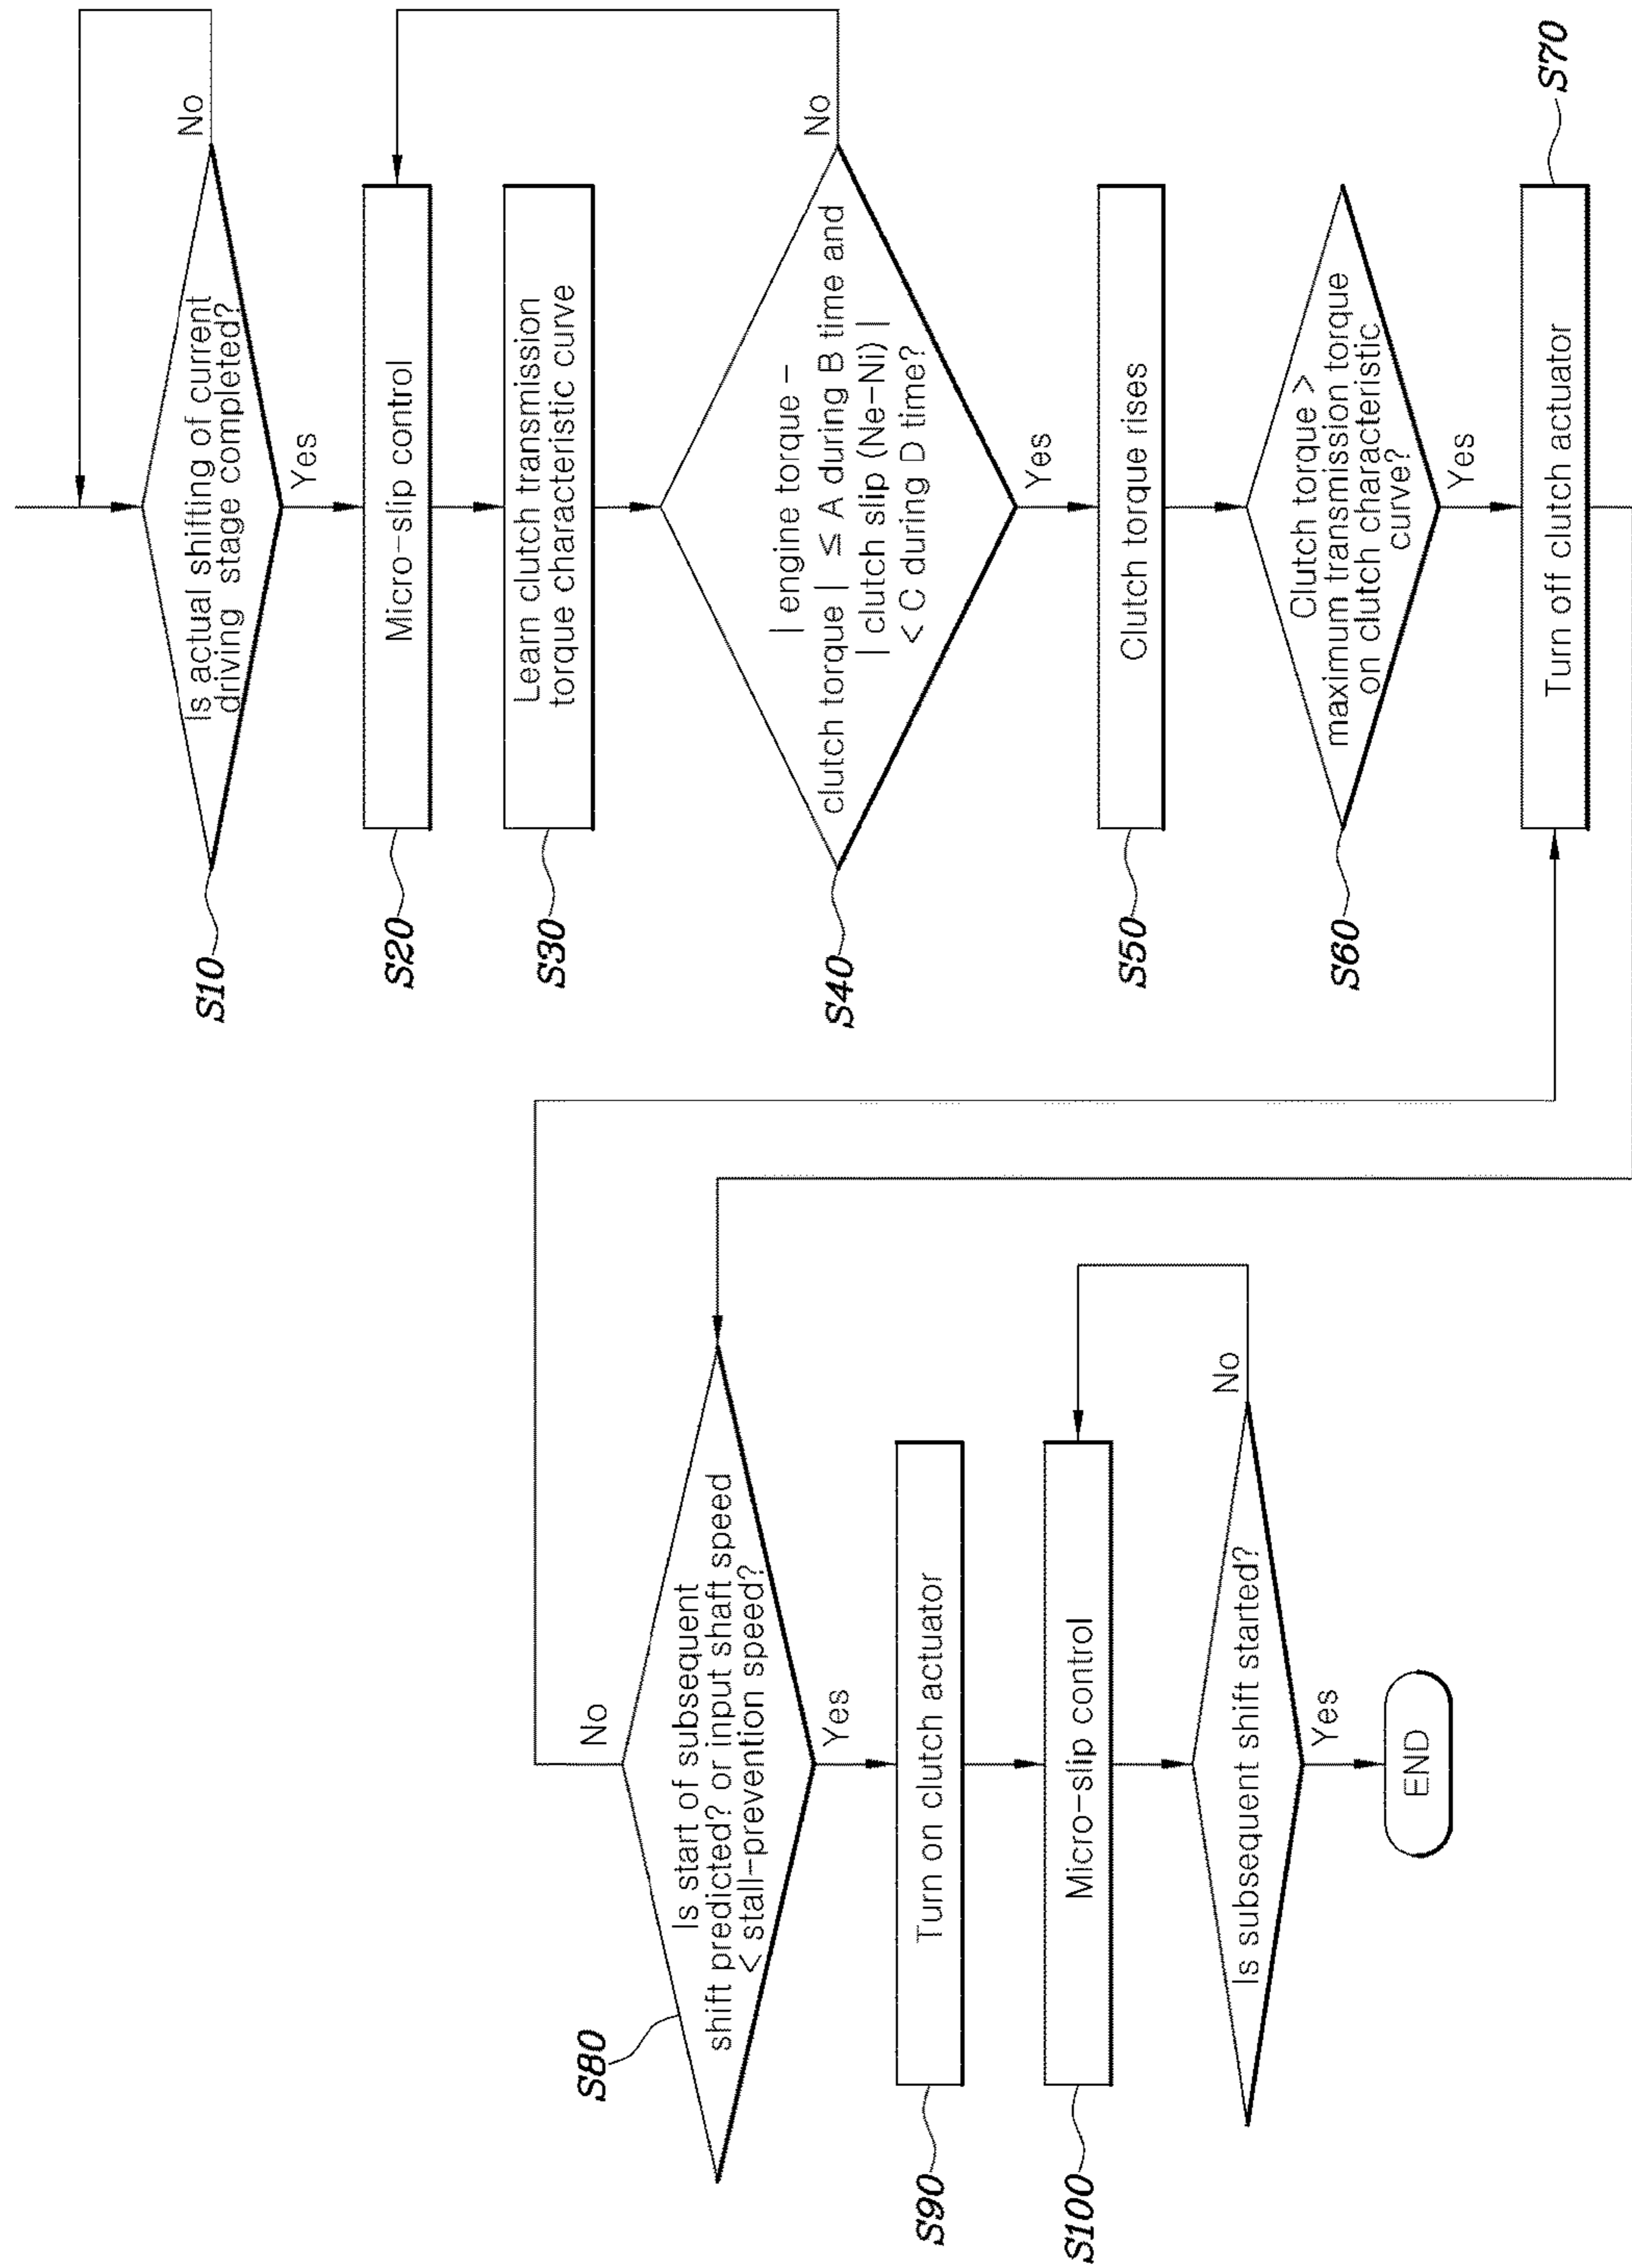 Is actual shifting of current
driving stage completed?
No
Yes
S10
Micro-slip control
S20
Learn clutch transmission
torque characteristic curve
S30
| engine torque -
clutch torque | ≤ A during B time and
| clutch slip (Ne-Ni) |
< C during D time?
No
Yes
S40
Clutch torque rises
S50
Clutch torque >
maximum transmission torque
on clutch characteristic
curve?
Yes
S60
Turn off clutch actuator
S70
Is start of subsequent
shift predicted? or input shaft speed
< stall-prevention speed?
No
Yes
S80
Turn on clutch actuator
S90
Micro-slip control
S100
Is subsequent shift started?
No
Yes
END